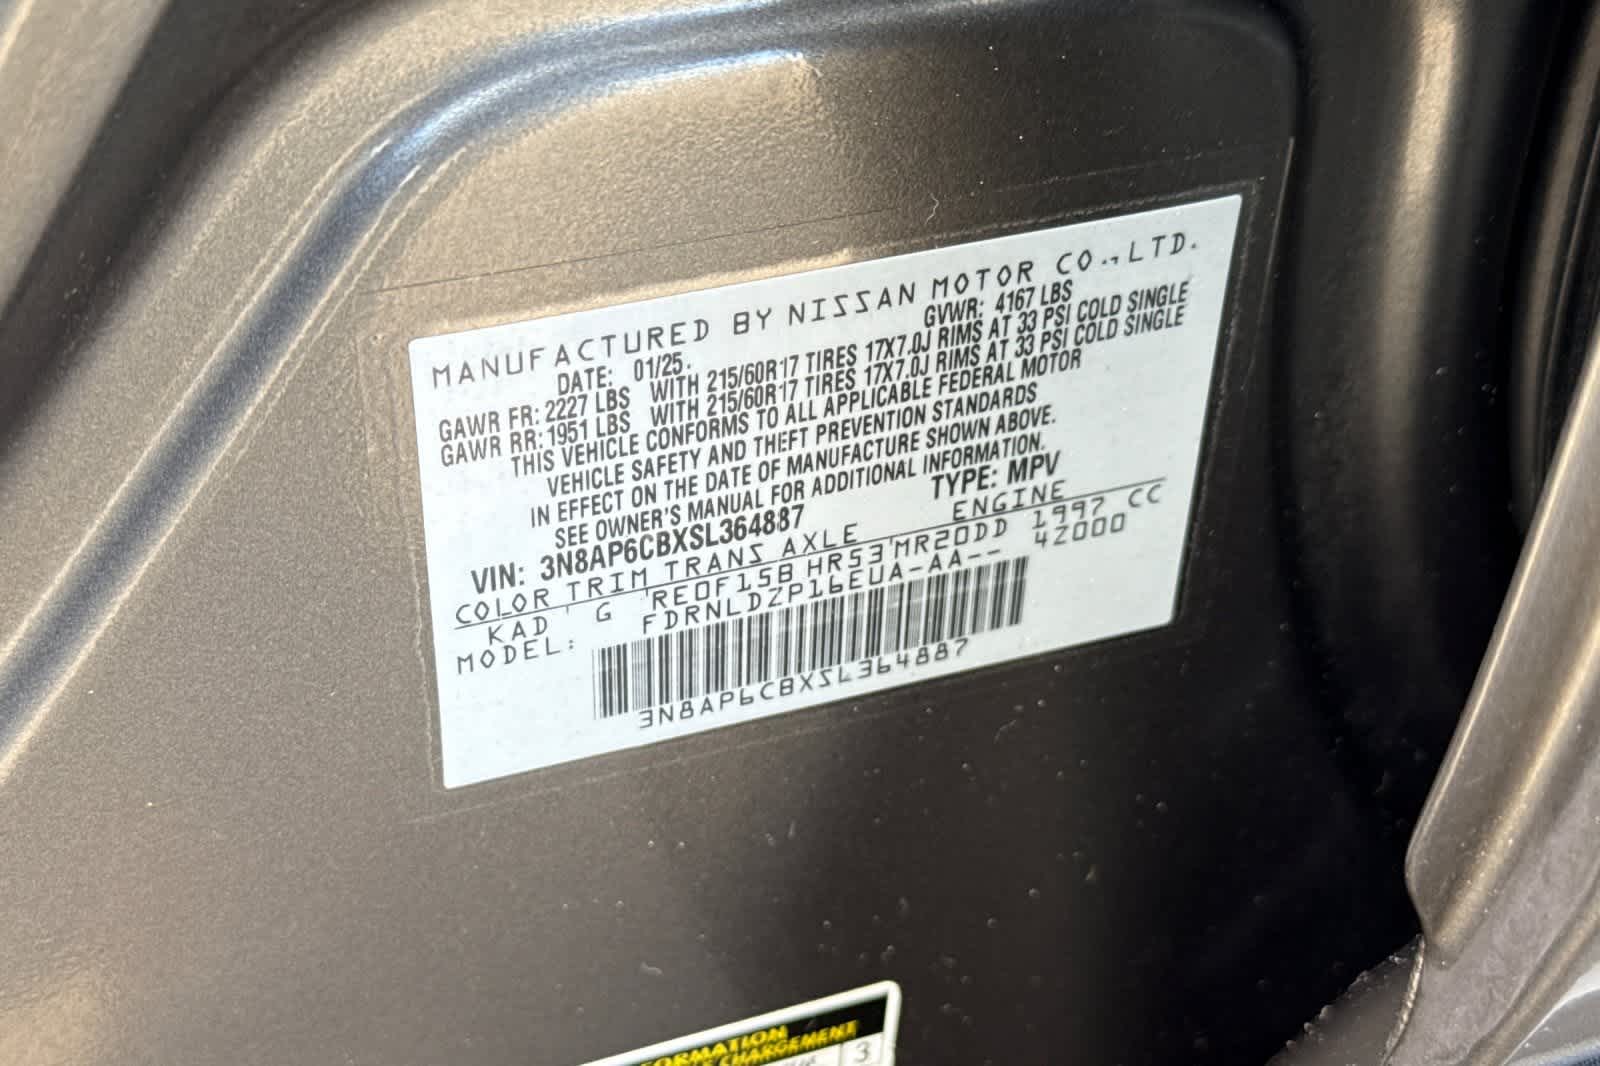 MANUFACTURED BY NISSAN MOTOR CO.,LTD.
DATE: 01/25. GVWR: 4167 LBS
GAWR FR: 2227 LBS WITH 215/60R17 TIRES 17X7.0J RIMS AT 33 PSI COLD SINGLE
GAWR RR: 1951 LBS WITH 215/60R17 TIRES 17X7.0J RIMS AT 33 PSI COLD SINGLE
THIS VEHICLE CONFORMS TO ALL APPLICABLE FEDERAL MOTOR
VEHICLE SAFETY AND THEFT PREVENTION STANDARDS
IN EFFECT ON THE DATE OF MANUFACTURE SHOWN ABOVE.
SEE OWNER'S MANUAL FOR ADDITIONAL INFORMATION.
VIN: 3N8AP6CBXSL364887 TYPE: MPV
COLOR TRIM TRANS AXLE ENGINE
KAD G RE0F15B HR53 MR20DD 1997 CC
MODEL: FDRNLDZP16EUA-AA-- 4Z000
3N8AP6CBXSL364887
CHARGEMENT
3